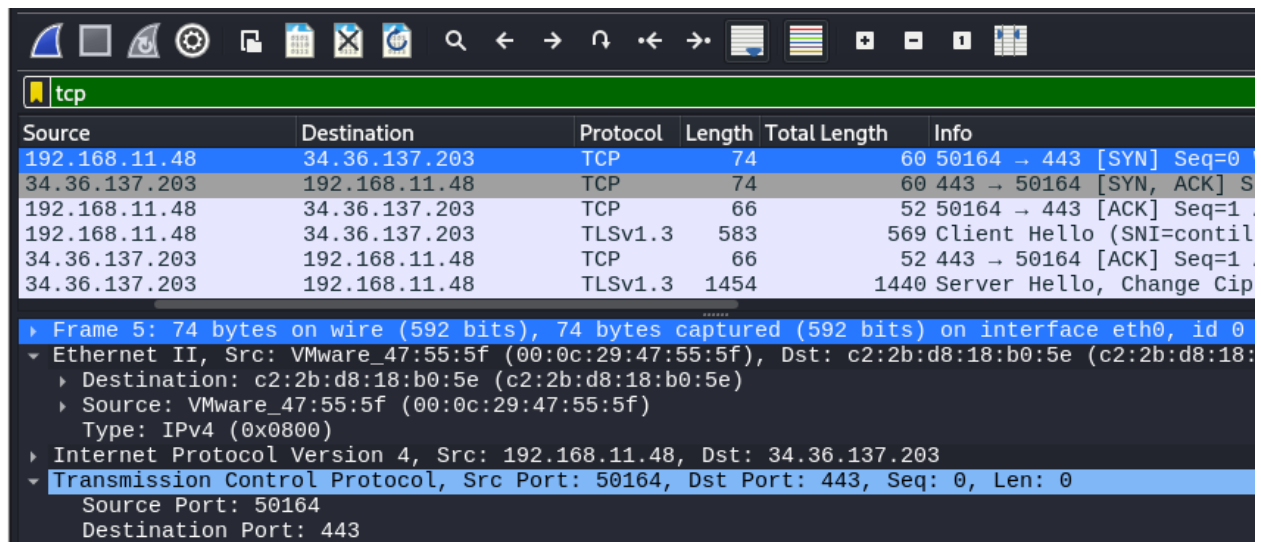 tcp
Source Destination Protocol Length Total Length Info
192.168.11.48 34.36.137.203 TCP 74 60 50164 → 443 [SYN] Seq=0
34.36.137.203 192.168.11.48 TCP 74 60 443 → 50164 [SYN, ACK] S
192.168.11.48 34.36.137.203 TCP 66 52 50164 → 443 [ACK] Seq=1
192.168.11.48 34.36.137.203 TLSv1.3 583 569 Client Hello (SNI=contil
34.36.137.203 192.168.11.48 TCP 66 52 443 → 50164 [ACK] Seq=1
34.36.137.203 192.168.11.48 TLSv1.3 1454 1440 Server Hello, Change Cip
Frame 5: 74 bytes on wire (592 bits), 74 bytes captured (592 bits) on interface eth0, id 0
Ethernet II, Src: VMware_47:55:5f (00:0c:29:47:55:5f), Dst: c2:2b:d8:18:b0:5e (c2:2b:d8:18:
Destination: c2:2b:d8:18:b0:5e (c2:2b:d8:18:b0:5e)
Source: VMware_47:55:5f (00:0c:29:47:55:5f)
Type: IPv4 (0x0800)
Internet Protocol Version 4, Src: 192.168.11.48, Dst: 34.36.137.203
Transmission Control Protocol, Src Port: 50164, Dst Port: 443, Seq: 0, Len: 0
Source Port: 50164
Destination Port: 443